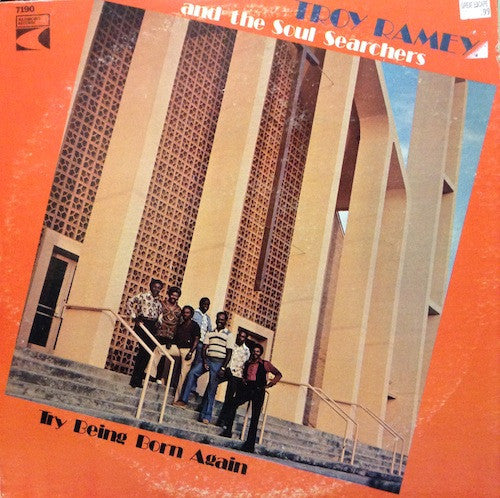 7190
TROY RAMEY
and the Soul Searchers
Try Being Born Again